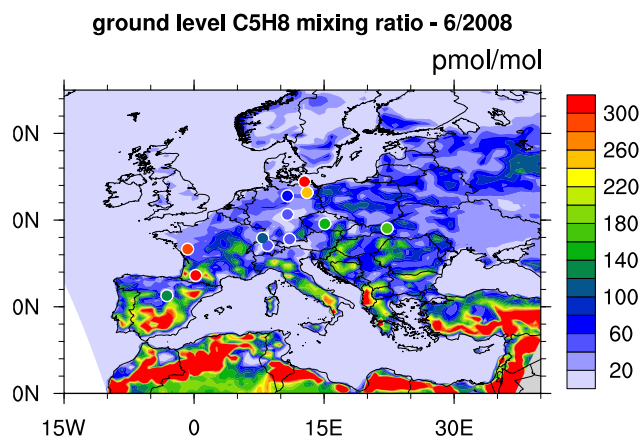 ground level C5H8 mixing ratio - 6/2008
pmol/mol
0N
0N
0N
0N
15W
0
15E
30E
300
260
220
180
140
100
60
20